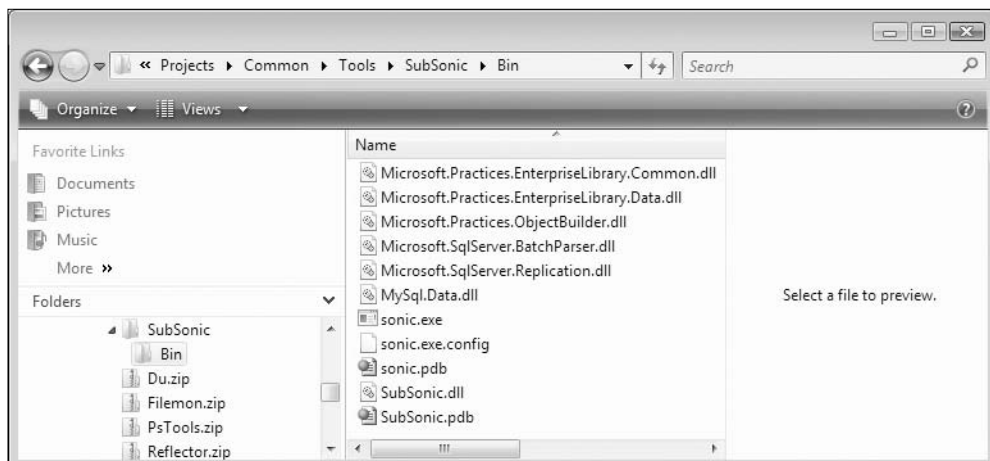 « Projects ▸ Common ▸ Tools ▸ SubSonic ▸ Bin
Search
Organize
Views
Favorite Links
Documents
Pictures
Music
More »
Folders
SubSonic
Bin
Du.zip
Filemon.zip
PsTools.zip
Reflector.zip
Name
Microsoft.Practices.EnterpriseLibrary.Common.dll
Microsoft.Practices.EnterpriseLibrary.Data.dll
Microsoft.Practices.ObjectBuilder.dll
Microsoft.SqlServer.BatchParser.dll
Microsoft.SqlServer.Replication.dll
MySql.Data.dll
sonic.exe
sonic.exe.config
sonic.pdb
SubSonic.dll
SubSonic.pdb
Select a file to preview.